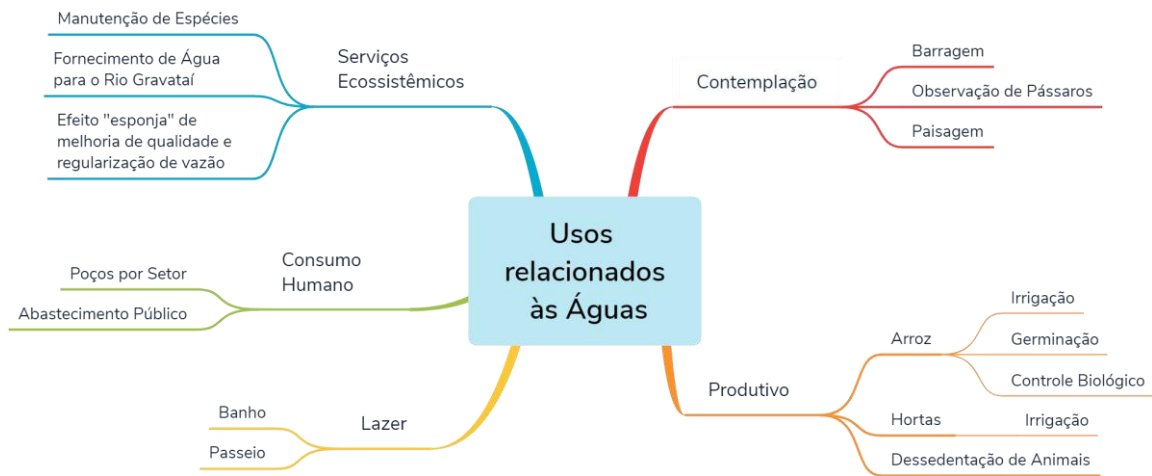 Usos
relacionados
às Águas
Serviços
Ecossistêmicos
Manutenção de Espécies
Fornecimento de Água
para o Rio Gravataí
Efeito "esponja" de
melhoria de qualidade e
regularização de vazão
Consumo
Humano
Poços por Setor
Abastecimento Público
Lazer
Banho
Passeio
Contemplação
Barragem
Observação de Pássaros
Paisagem
Produtivo
Arroz
Irrigação
Germinação
Controle Biológico
Hortas
Irrigação
Dessedentação de Animais